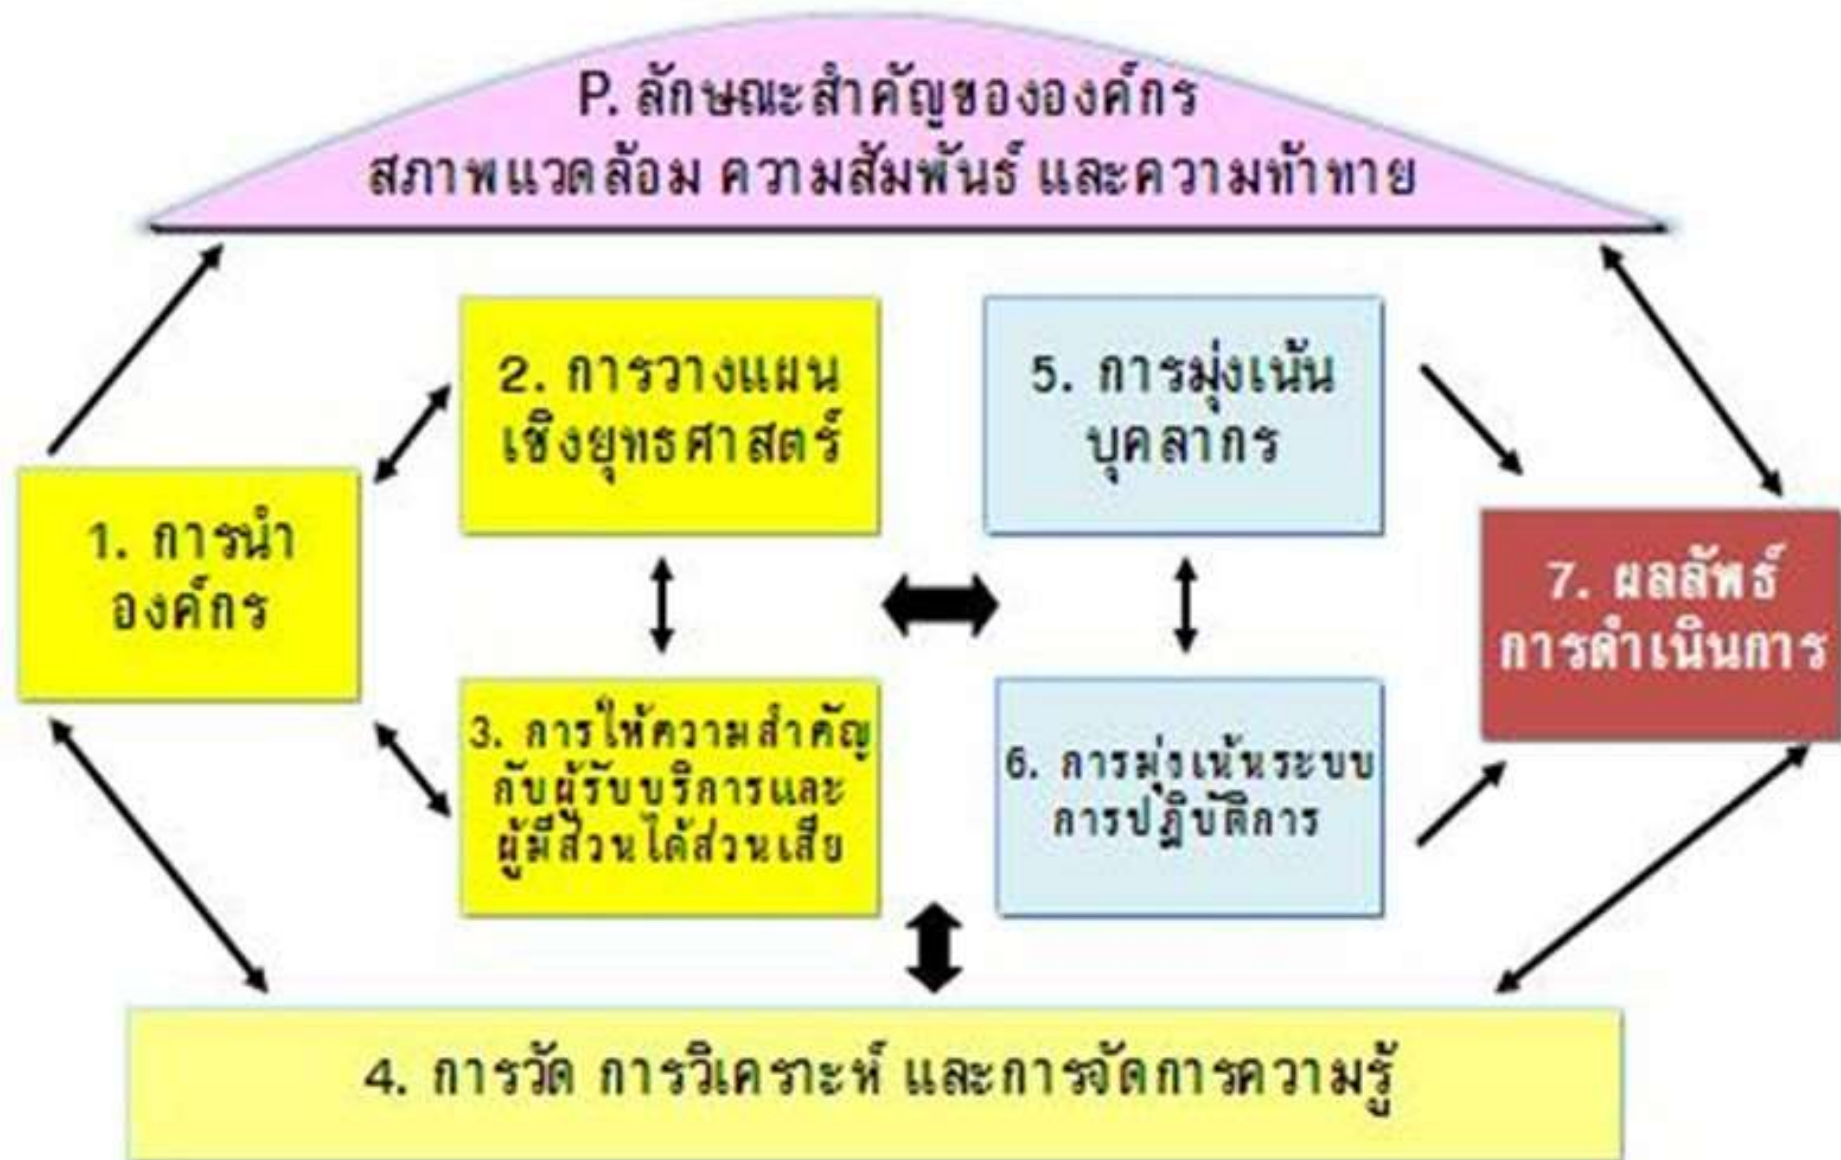 P. ลักษณะสำคัญขององค์กร
สภาพแวดล้อม ความสัมพันธ์ และความท้าทาย
2. การวางแผน
เชิงยุทธศาสตร์
5. การมุ่งเน้น
บุคลากร
1. การนำ
องค์กร
7. ผลลัพธ์
การดำเนินการ
3. การให้ความสำคัญ
กับผู้รับบริการและ
ผู้มีส่วนได้ส่วนเสีย
6. การมุ่งเน้นระบบ
การปฏิบัติการ
4. การวัด การวิเคราะห์ และการจัดการความรู้